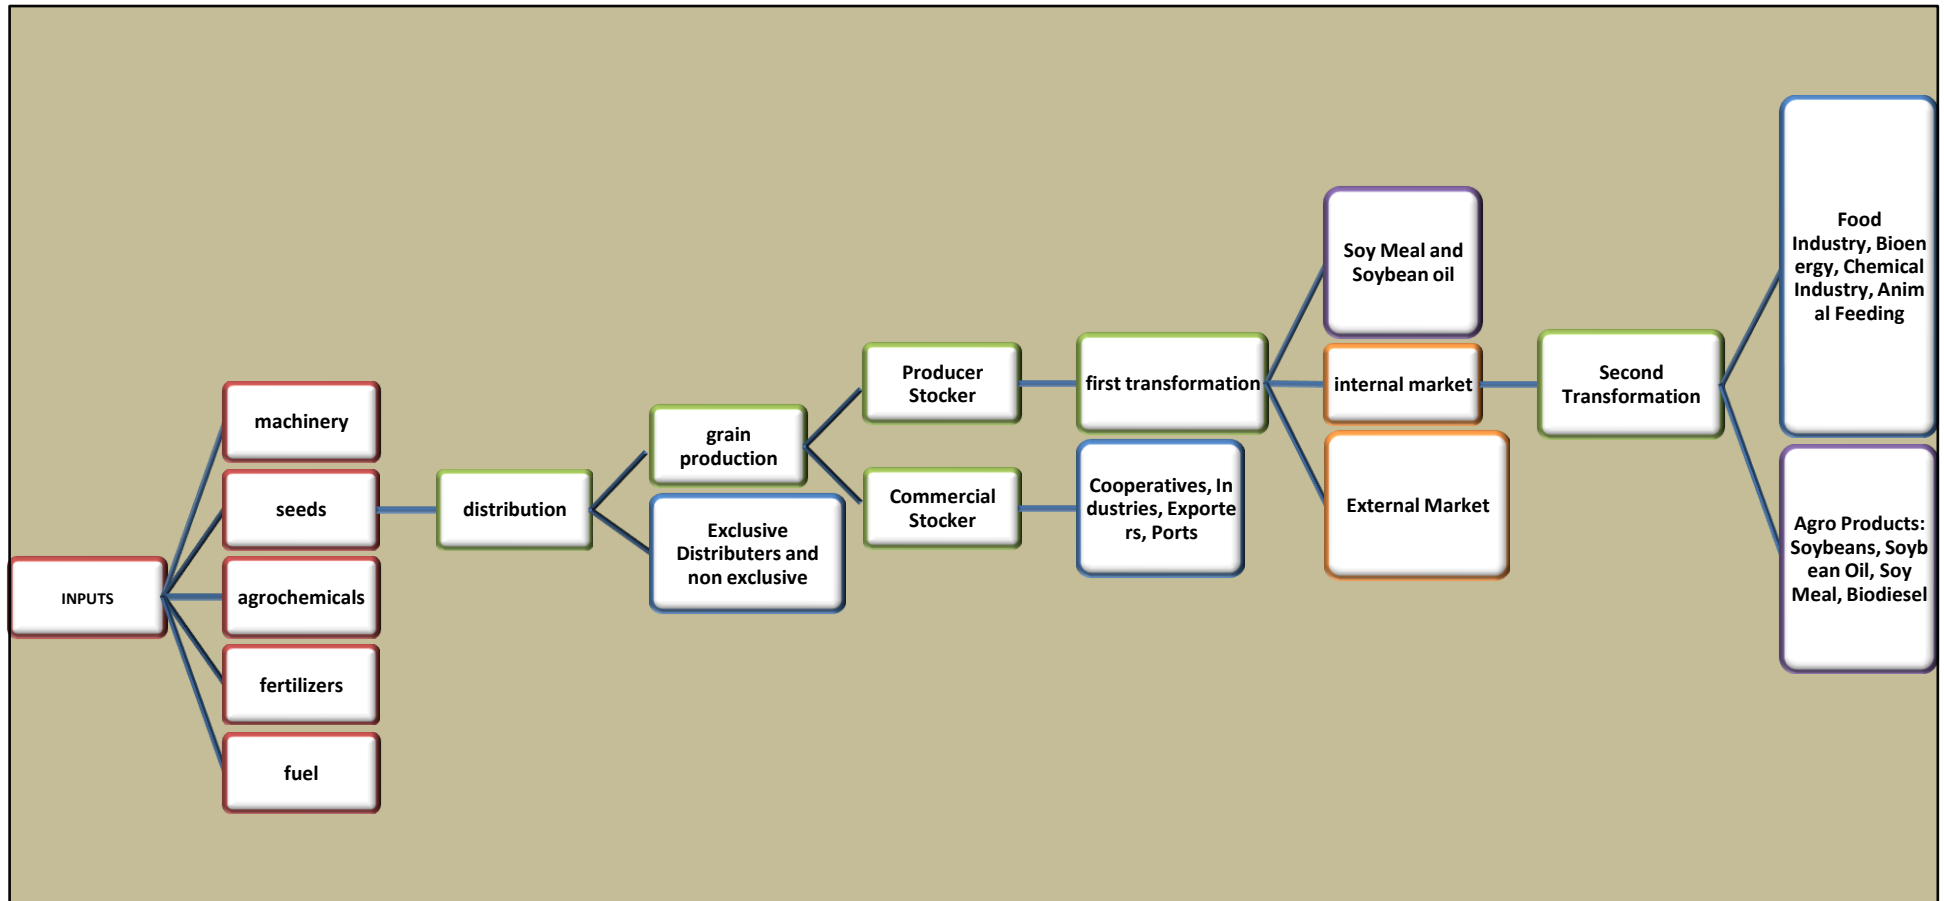 INPUTS
machinery
seeds
agrochemicals
fertilizers
fuel
distribution
grain
production
Exclusive
Distributers and
non exclusive
Producer
Stocker
Commercial
Stocker
first transformation
Cooperatives, In
dustries, Exporte
rs, Ports
Soy Meal and
Soybean oil
internal market
External Market
Second
Transformation
Food
Industry, Bioen
ergy, Chemical
Industry, Anim
al Feeding
Agro Products:
Soybeans, Soyb
ean Oil, Soy
Meal, Biodiesel